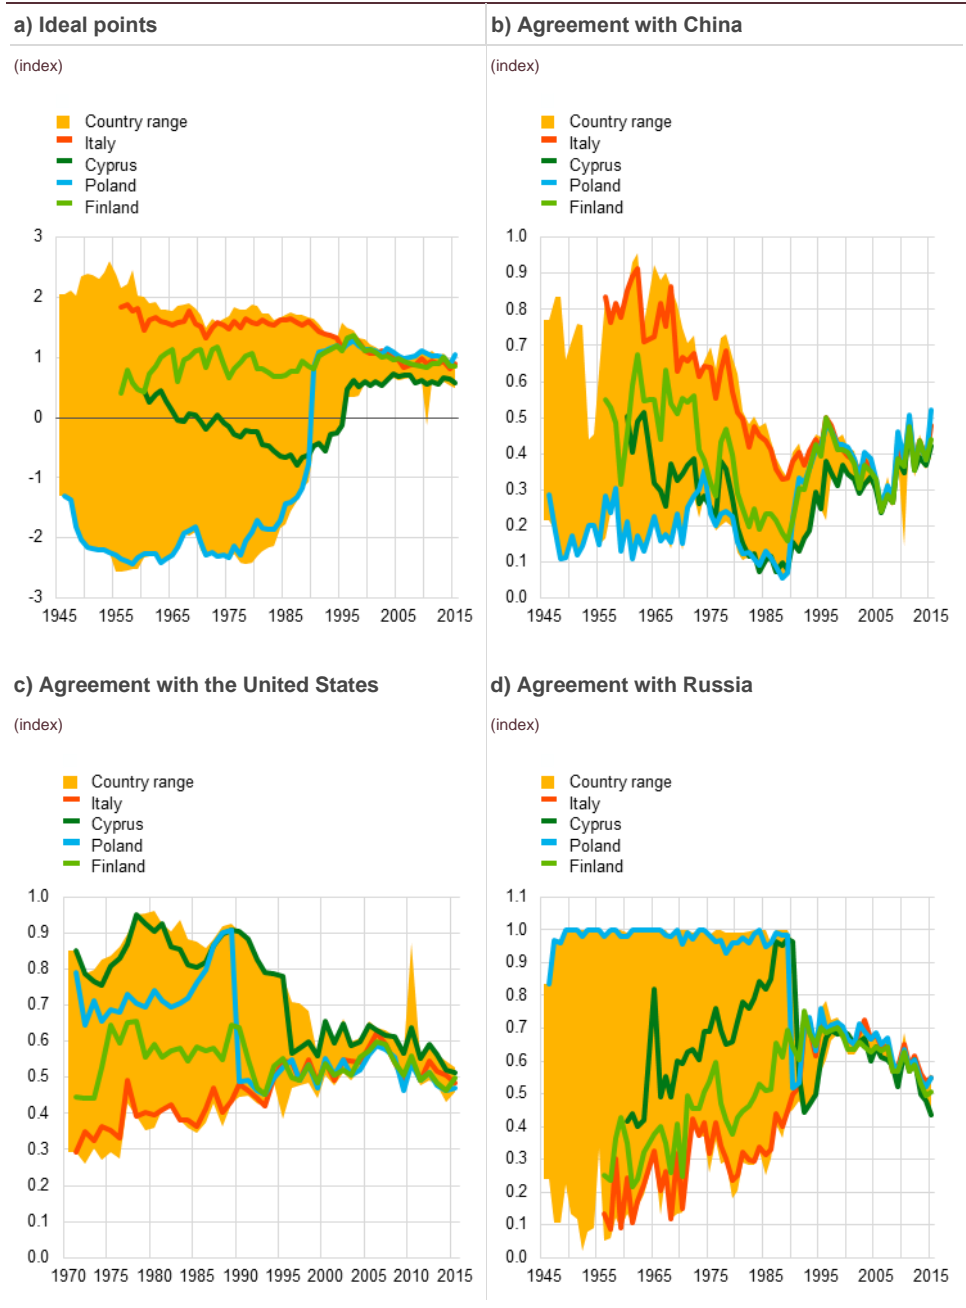 a) Ideal points
(index)
Country range
Italy
Cyprus
Poland
Finland
3
2
1
0
-1
-2
-3
1945 1955 1965 1975 1985 1995 2005 2015
b) Agreement with China
(index)
Country range
Italy
Cyprus
Poland
Finland
1.0
0.9
0.8
0.7
0.6
0.5
0.4
0.3
0.2
0.1
0.0
1945 1955 1965 1975 1985 1995 2005 2015
c) Agreement with the United States
(index)
Country range
Italy
Cyprus
Poland
Finland
1.0
0.9
0.8
0.7
0.6
0.5
0.4
0.3
0.2
0.1
0.0
1970 1975 1980 1985 1990 1995 2000 2005 2010 2015
d) Agreement with Russia
(index)
Country range
Italy
Cyprus
Poland
Finland
1.1
1.0
0.9
0.8
0.7
0.6
0.5
0.4
0.3
0.2
0.1
0.0
1945 1955 1965 1975 1985 1995 2005 2015